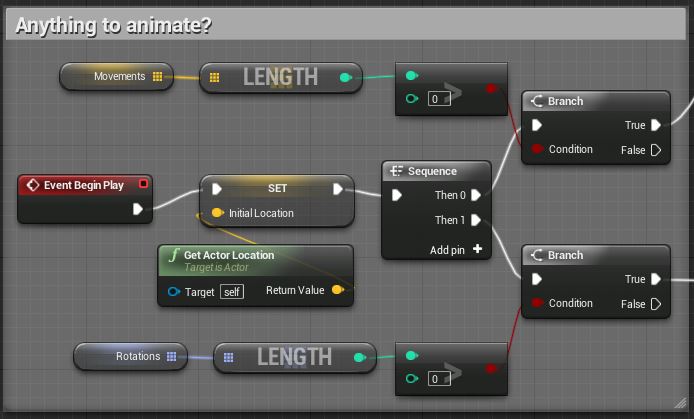 Anything to animate?
Movements
LENGTH
0
>
Branch
True
Condition
False
Event Begin Play
SET
Initial Location
Sequence
Then 0
Then 1
Add pin +
f Get Actor Location
Target is Actor
Target self
Return Value
Branch
True
Condition
False
Rotations
LENGTH
0
>